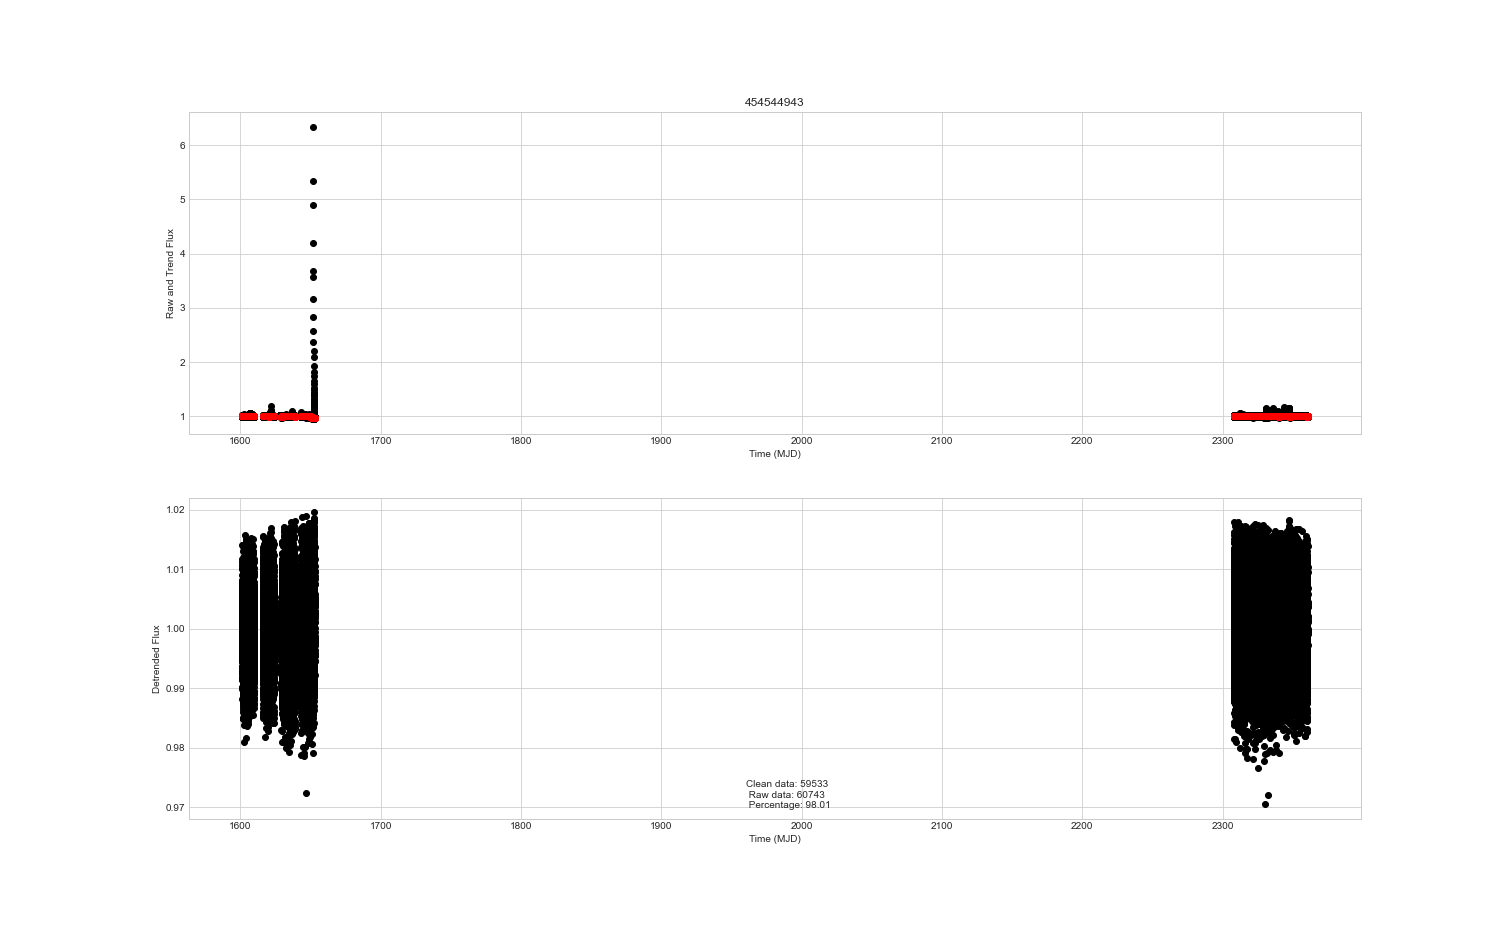 454544943
6
5
4
3
2
1
Raw and Trend Flux
1600 1700 1800 1900 2000 2100 2200 2300
Time (MJD)
1.02
1.01
1.00
0.99
0.98
0.97
Detrended Flux
Clean data: 59533
Raw data: 60743
Percentage: 98.01
1600 1700 1800 1900 2000 2100 2200 2300
Time (MJD)